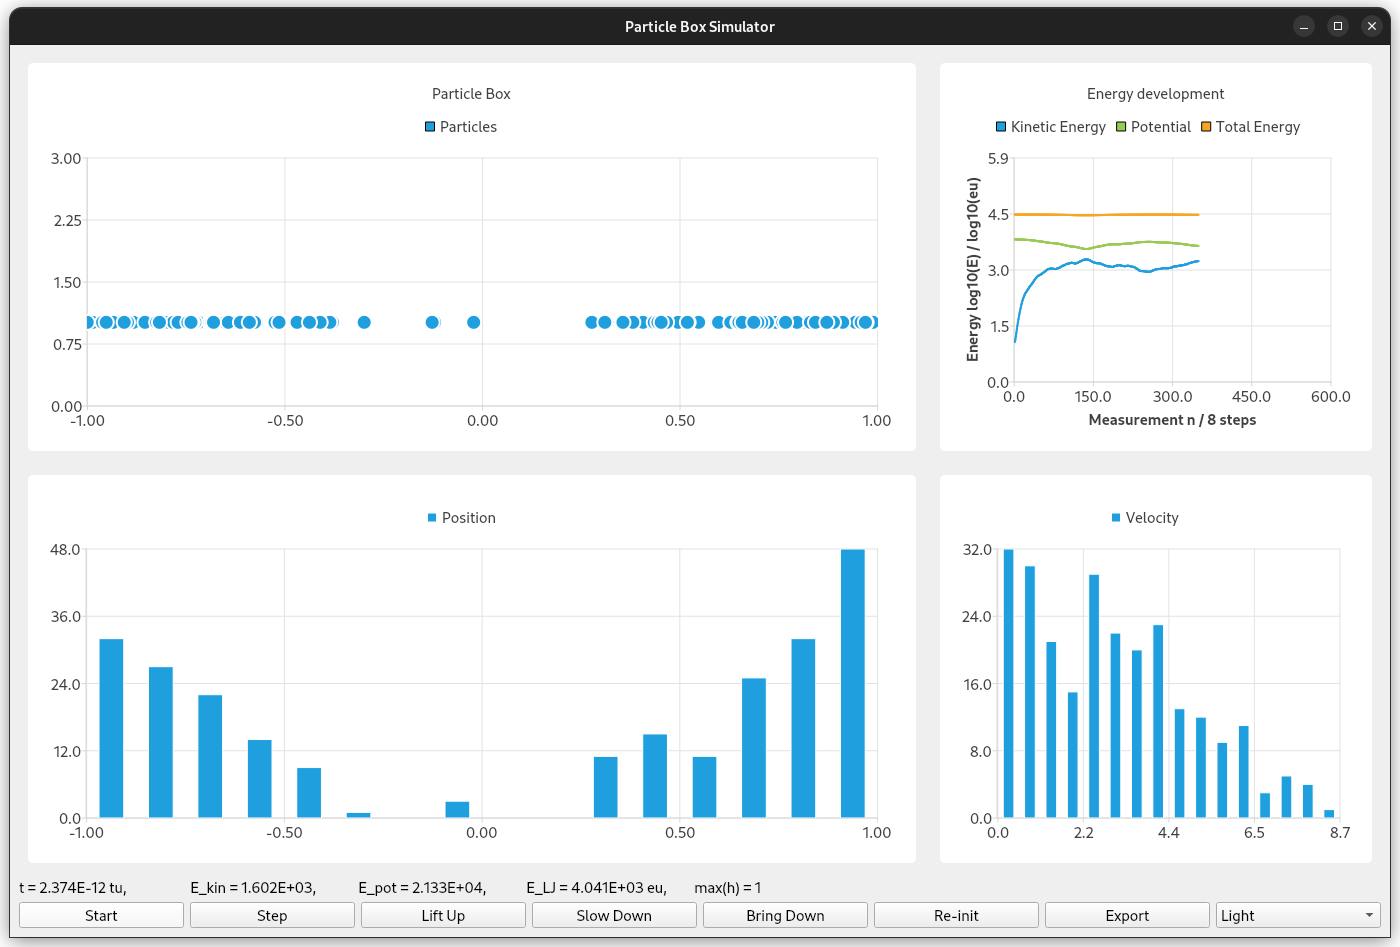 Particle Box Simulator
Particle Box
Particles
3.00
2.25
1.50
0.75
0.00
-1.00 -0.50 0.00 0.50 1.00
Energy development
Kinetic Energy Potential Total Energy
Energy log10(E) / log10(eu)
5.9
4.5
3.0
1.5
0.0
0.0 150.0 300.0 450.0 600.0
Measurement n / 8 steps
Position
48.0
36.0
24.0
12.0
0.0
-1.00 -0.50 0.00 0.50 1.00
Velocity
32.0
24.0
16.0
8.0
0.0
0.0 2.2 4.4 6.5 8.7
t = 2.374E-12 tu, E_kin = 1.602E+03, E_pot = 2.133E+04, E_LJ = 4.041E+03 eu, max(h) = 1
Start Step Lift Up Slow Down Bring Down Re-init Export Light